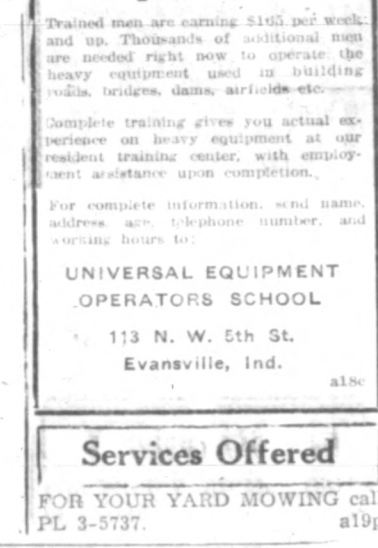 Trained men are earning $165 per week
and up. Thousands of additional men
are needed right now to operate the
heavy equipment used in building
roads, bridges, dams, airfields etc.
Complete training gives you actual ex-
perience on heavy equipment at our
resident training center, with employ-
ment assistance upon completion.
For complete information, send name,
address, age, telephone number, and
working hours to:
UNIVERSAL EQUIPMENT
OPERATORS SCHOOL
113 N. W. 5th St.
Evansville, Ind.
a18c
Services Offered
FOR YOUR YARD MOWING cal
PL 3-5737. a19p